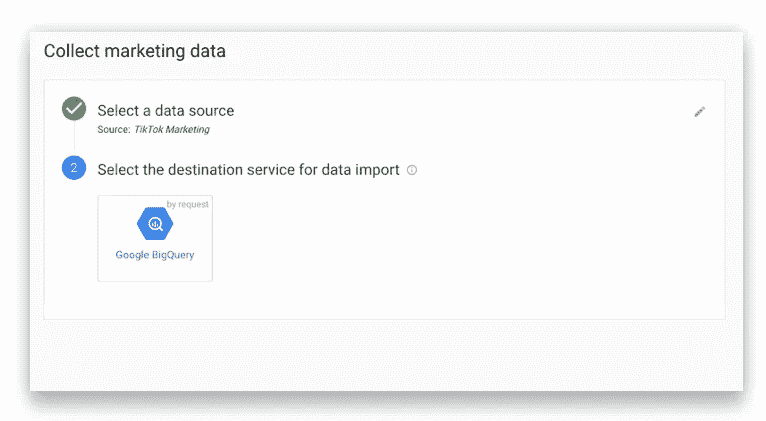 Collect marketing data
Select a data source
Source: TikTok Marketing
2
Select the destination service for data import
by request
Google BigQuery